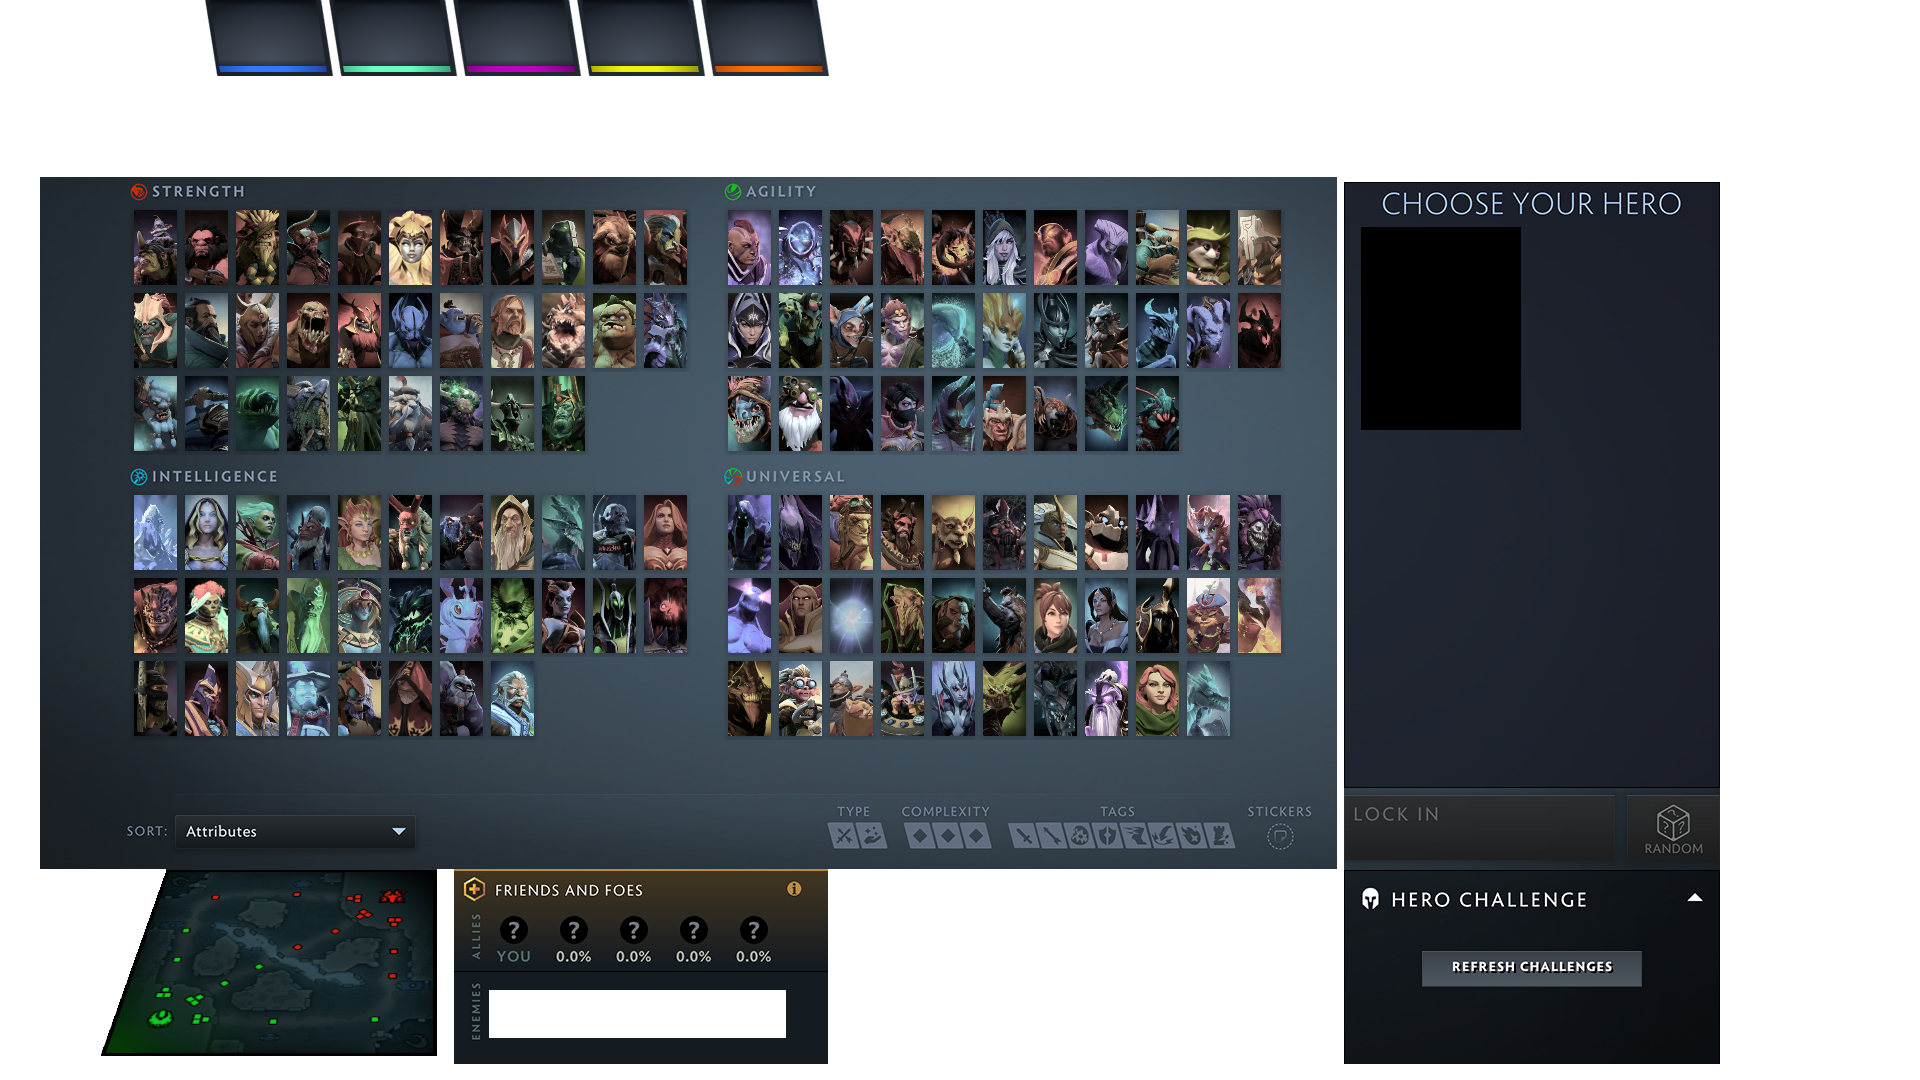 STRENGTH
AGILITY
CHOOSE YOUR HERO
INTELLIGENCE
UNIVERSAL
TYPE
COMPLEXITY
TAGS
STICKERS
SORT:
Attributes
LOCK IN
RANDOM
FRIENDS AND FOES
ALLIES
?
?
?
?
?
YOU
0.0%
0.0%
0.0%
0.0%
ENEMIES
HERO CHALLENGE
REFRESH CHALLENGES